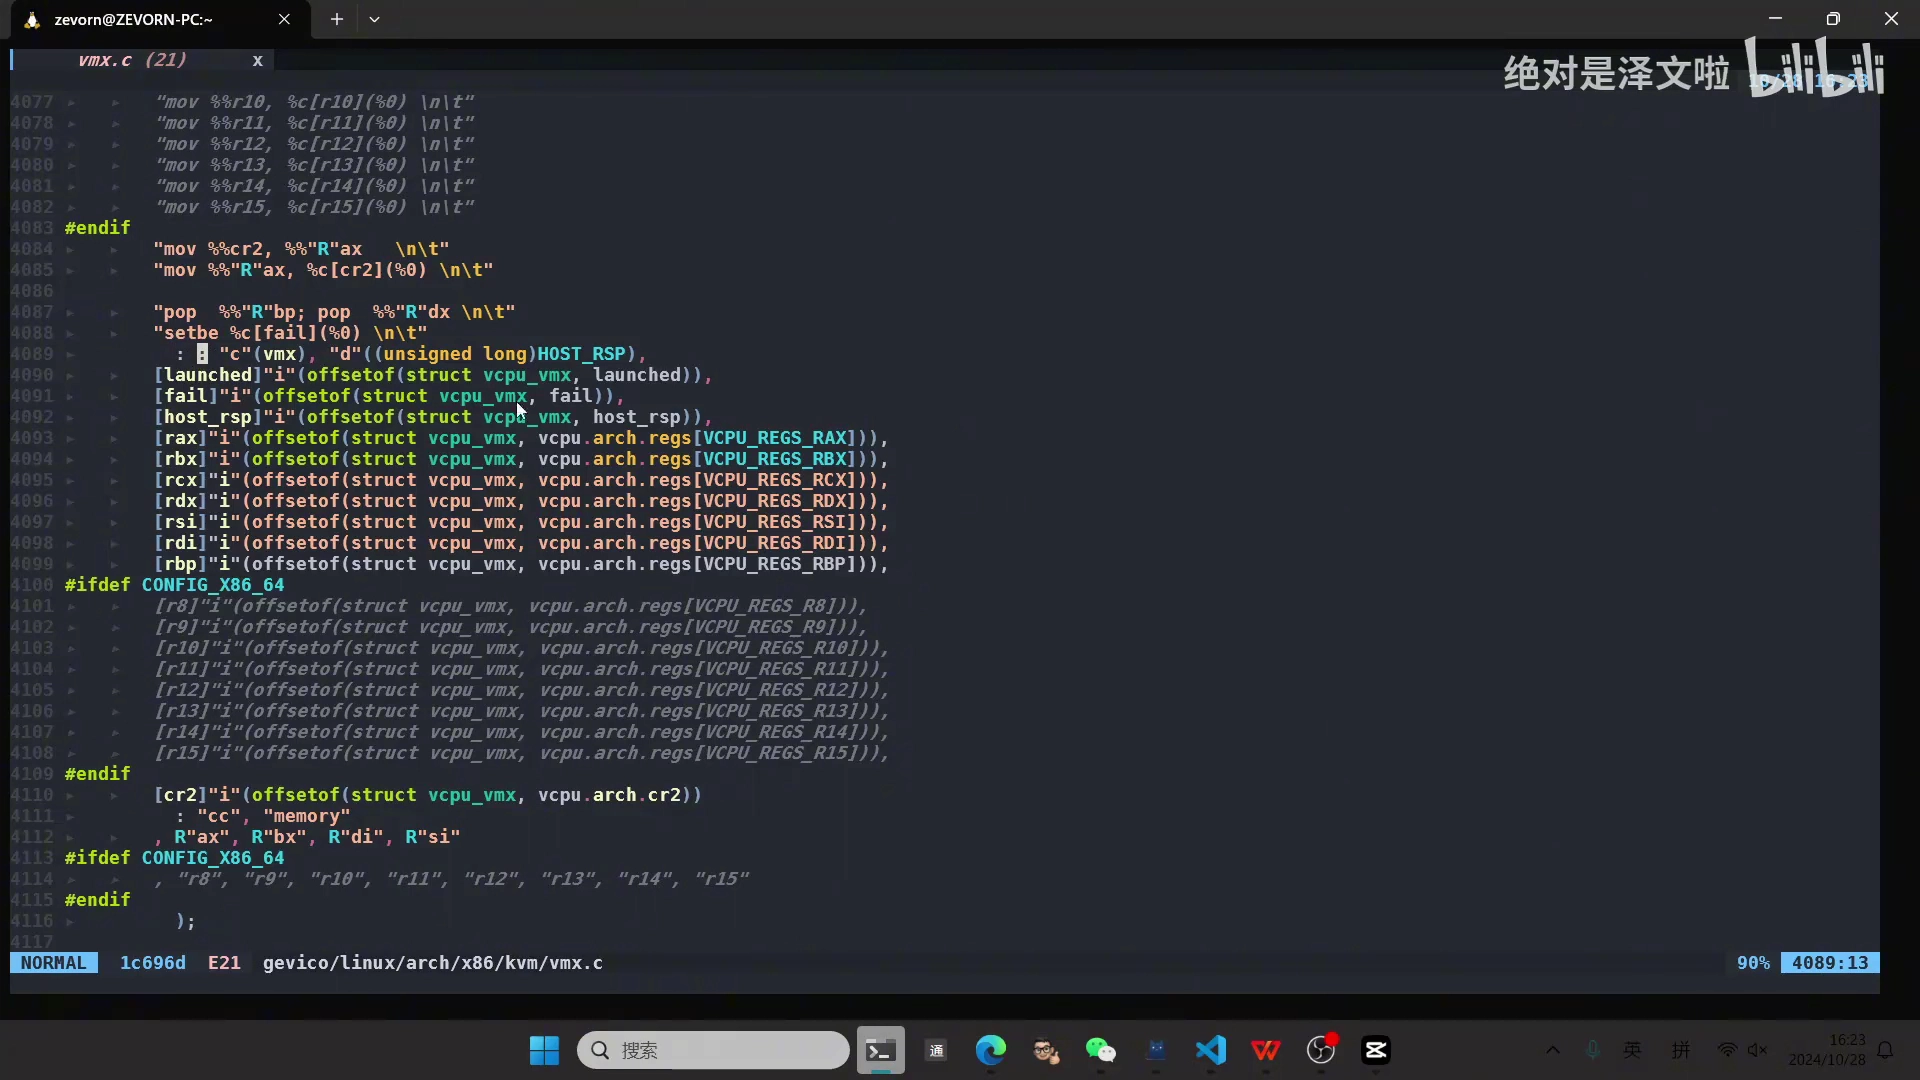 zevorn@ZEVORN-PC:~
vmx.c (21) x
绝对是泽文啦 bilibili
4077 "mov %%r10, %c[r10](%0) \n\t"
4078 "mov %%r11, %c[r11](%0) \n\t"
4079 "mov %%r12, %c[r12](%0) \n\t"
4080 "mov %%r13, %c[r13](%0) \n\t"
4081 "mov %%r14, %c[r14](%0) \n\t"
4082 "mov %%r15, %c[r15](%0) \n\t"
4083 #endif
4084 "mov %%cr2, %%"R"ax   \n\t"
4085 "mov %%"R"ax, %c[cr2](%0) \n\t"
4086
4087 "pop  %%"R"bp; pop  %%"R"dx \n\t"
4088 "setbe %c[fail](%0) \n\t"
4089 : : "c"(vmx), "d"((unsigned long)HOST_RSP),
4090 [launched]"i"(offsetof(struct vcpu_vmx, launched)),
4091 [fail]"i"(offsetof(struct vcpu_vmx, fail)),
4092 [host_rsp]"i"(offsetof(struct vcpu_vmx, host_rsp)),
4093 [rax]"i"(offsetof(struct vcpu_vmx, vcpu.arch.regs[VCPU_REGS_RAX])),
4094 [rbx]"i"(offsetof(struct vcpu_vmx, vcpu.arch.regs[VCPU_REGS_RBX])),
4095 [rcx]"i"(offsetof(struct vcpu_vmx, vcpu.arch.regs[VCPU_REGS_RCX])),
4096 [rdx]"i"(offsetof(struct vcpu_vmx, vcpu.arch.regs[VCPU_REGS_RDX])),
4097 [rsi]"i"(offsetof(struct vcpu_vmx, vcpu.arch.regs[VCPU_REGS_RSI])),
4098 [rdi]"i"(offsetof(struct vcpu_vmx, vcpu.arch.regs[VCPU_REGS_RDI])),
4099 [rbp]"i"(offsetof(struct vcpu_vmx, vcpu.arch.regs[VCPU_REGS_RBP])),
4100 #ifdef CONFIG_X86_64
4101 [r8]"i"(offsetof(struct vcpu_vmx, vcpu.arch.regs[VCPU_REGS_R8])),
4102 [r9]"i"(offsetof(struct vcpu_vmx, vcpu.arch.regs[VCPU_REGS_R9])),
4103 [r10]"i"(offsetof(struct vcpu_vmx, vcpu.arch.regs[VCPU_REGS_R10])),
4104 [r11]"i"(offsetof(struct vcpu_vmx, vcpu.arch.regs[VCPU_REGS_R11])),
4105 [r12]"i"(offsetof(struct vcpu_vmx, vcpu.arch.regs[VCPU_REGS_R12])),
4106 [r13]"i"(offsetof(struct vcpu_vmx, vcpu.arch.regs[VCPU_REGS_R13])),
4107 [r14]"i"(offsetof(struct vcpu_vmx, vcpu.arch.regs[VCPU_REGS_R14])),
4108 [r15]"i"(offsetof(struct vcpu_vmx, vcpu.arch.regs[VCPU_REGS_R15])),
4109 #endif
4110 [cr2]"i"(offsetof(struct vcpu_vmx, vcpu.arch.cr2))
4111 : "cc", "memory"
4112 , R"ax", R"bx", R"di", R"si"
4113 #ifdef CONFIG_X86_64
4114 , "r8", "r9", "r10", "r11", "r12", "r13", "r14", "r15"
4115 #endif
4116 );
4117
NORMAL 1c696d E21 gevico/linux/arch/x86/kvm/vmx.c 90% 4089:13
搜索 通 英 拼 16:23
2024/10/28